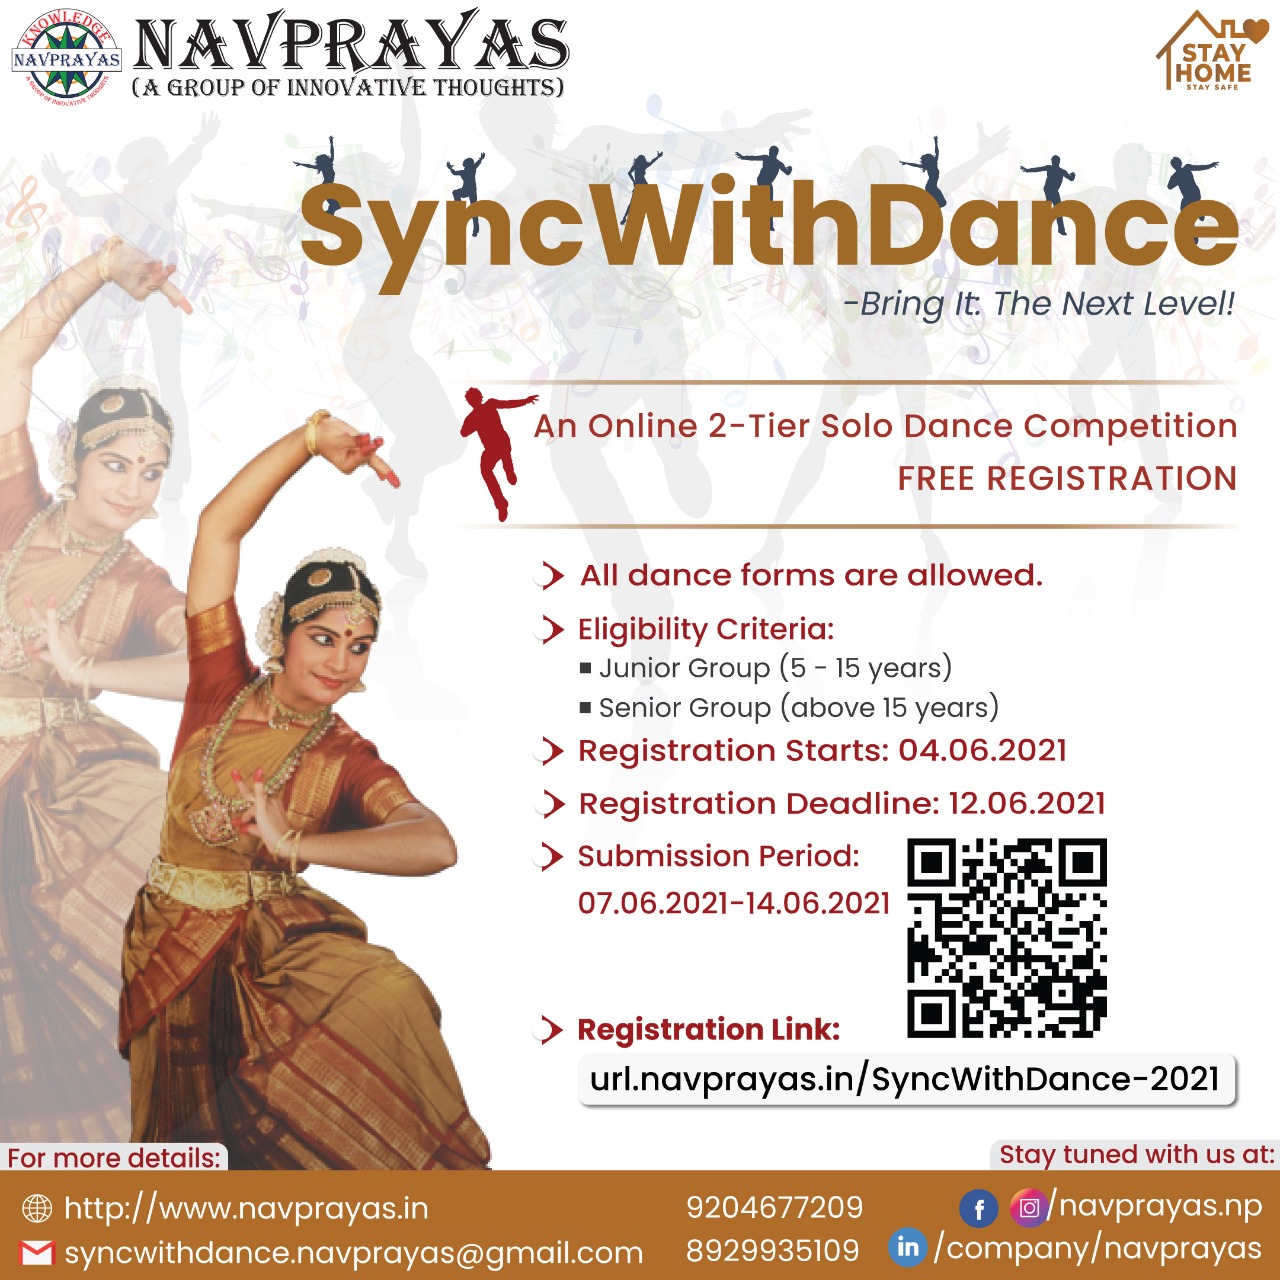 KNOWLEDGE
NAVPRAYAS
A GROUP OF INNOVATIVE THOUGHTS
NAVPRAYAS
(A GROUP OF INNOVATIVE THOUGHTS)
STAY
HOME
STAY SAFE
SyncWithDance
-Bring It: The Next Level!
An Online 2-Tier Solo Dance Competition
FREE REGISTRATION
All dance forms are allowed.
Eligibility Criteria:
Junior Group (5 - 15 years)
Senior Group (above 15 years)
Registration Starts: 04.06.2021
Registration Deadline: 12.06.2021
Submission Period:
07.06.2021-14.06.2021
Registration Link:
url.navprayas.in/SyncWithDance-2021
For more details:
http://www.navprayas.in
syncwithdance.navprayas@gmail.com
9204677209
8929935109
Stay tuned with us at:
/navprayas.np
/company/navprayas